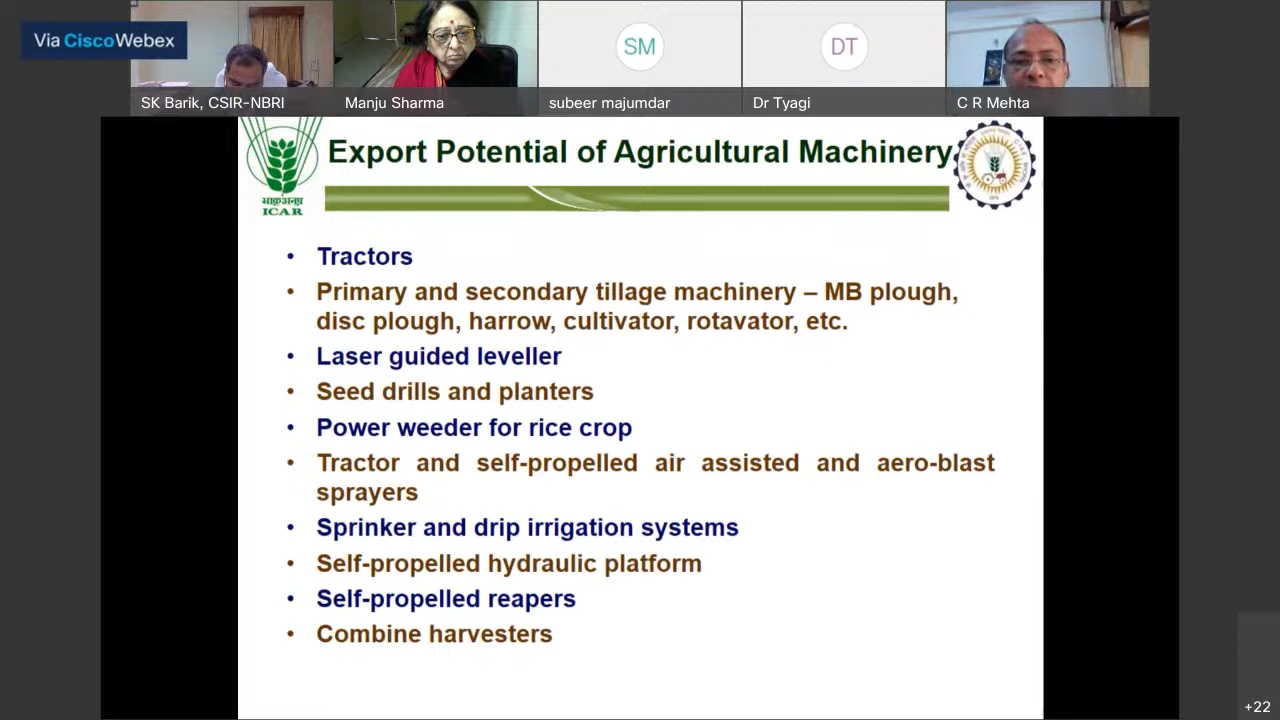 Via Cisco Webex
SM
DT
SK Barik, CSIR-NBRI
Manju Sharma
subeer majumdar
Dr Tyagi
C R Mehta
Export Potential of Agricultural Machinery
भाकृअनुप
ICAR
• Tractors
• Primary and secondary tillage machinery – MB plough,
disc plough, harrow, cultivator, rotavator, etc.
• Laser guided leveller
• Seed drills and planters
• Power weeder for rice crop
• Tractor and self-propelled air assisted and aero-blast
sprayers
• Sprinker and drip irrigation systems
• Self-propelled hydraulic platform
• Self-propelled reapers
• Combine harvesters
+22